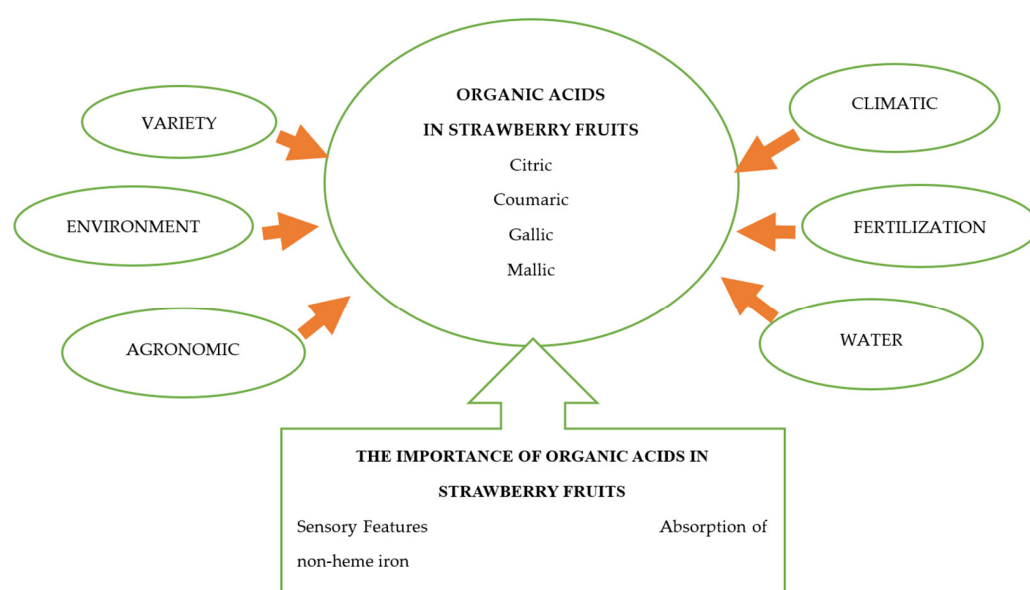 ORGANIC ACIDS
IN STRAWBERRY FRUITS
Citric
Coumaric
Gallic
Mallic
VARIETY
ENVIRONMENT
AGRONOMIC
CLIMATIC
FERTILIZATION
WATER
THE IMPORTANCE OF ORGANIC ACIDS IN
STRAWBERRY FRUITS
Sensory Features Absorption of
non-heme iron